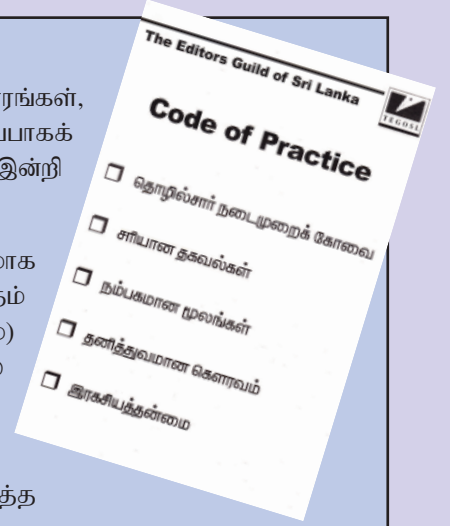 The Editors Guild of Sri Lanka
TEGOSL
Code of Practice
❒ தொழில்சார் நடைமுறைக் கோவை
❒ சரியான தகவல்கள்
❒ நம்பகமான மூலங்கள்
❒ தனித்துவமான கௌரவம்
❒ இரகசியத்தன்மை
இன்றி